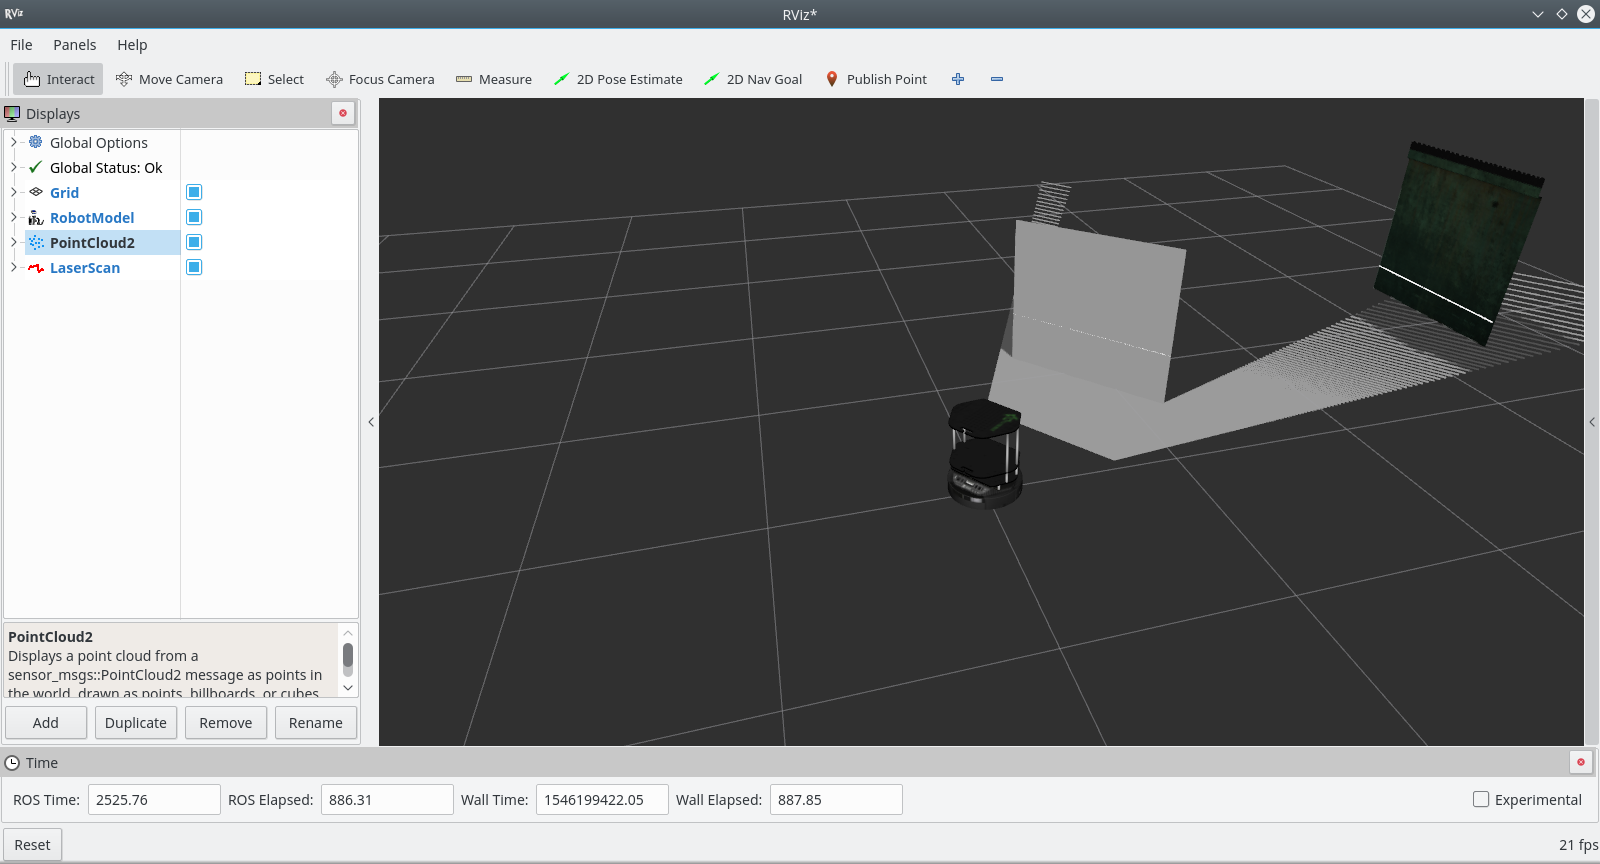 RViz
RViz*
File Panels Help
Interact Move Camera Select Focus Camera Measure 2D Pose Estimate 2D Nav Goal Publish Point
Displays
Global Options
Global Status: Ok
Grid
RobotModel
PointCloud2
LaserScan
PointCloud2
Displays a point cloud from a
sensor_msgs::PointCloud2 message as points in
the world, drawn as points, billboards, or cubes.
Add Duplicate Remove Rename
Time
ROS Time: 2525.76 ROS Elapsed: 886.31 Wall Time: 1546199422.05 Wall Elapsed: 887.85 Experimental
Reset 21 fps